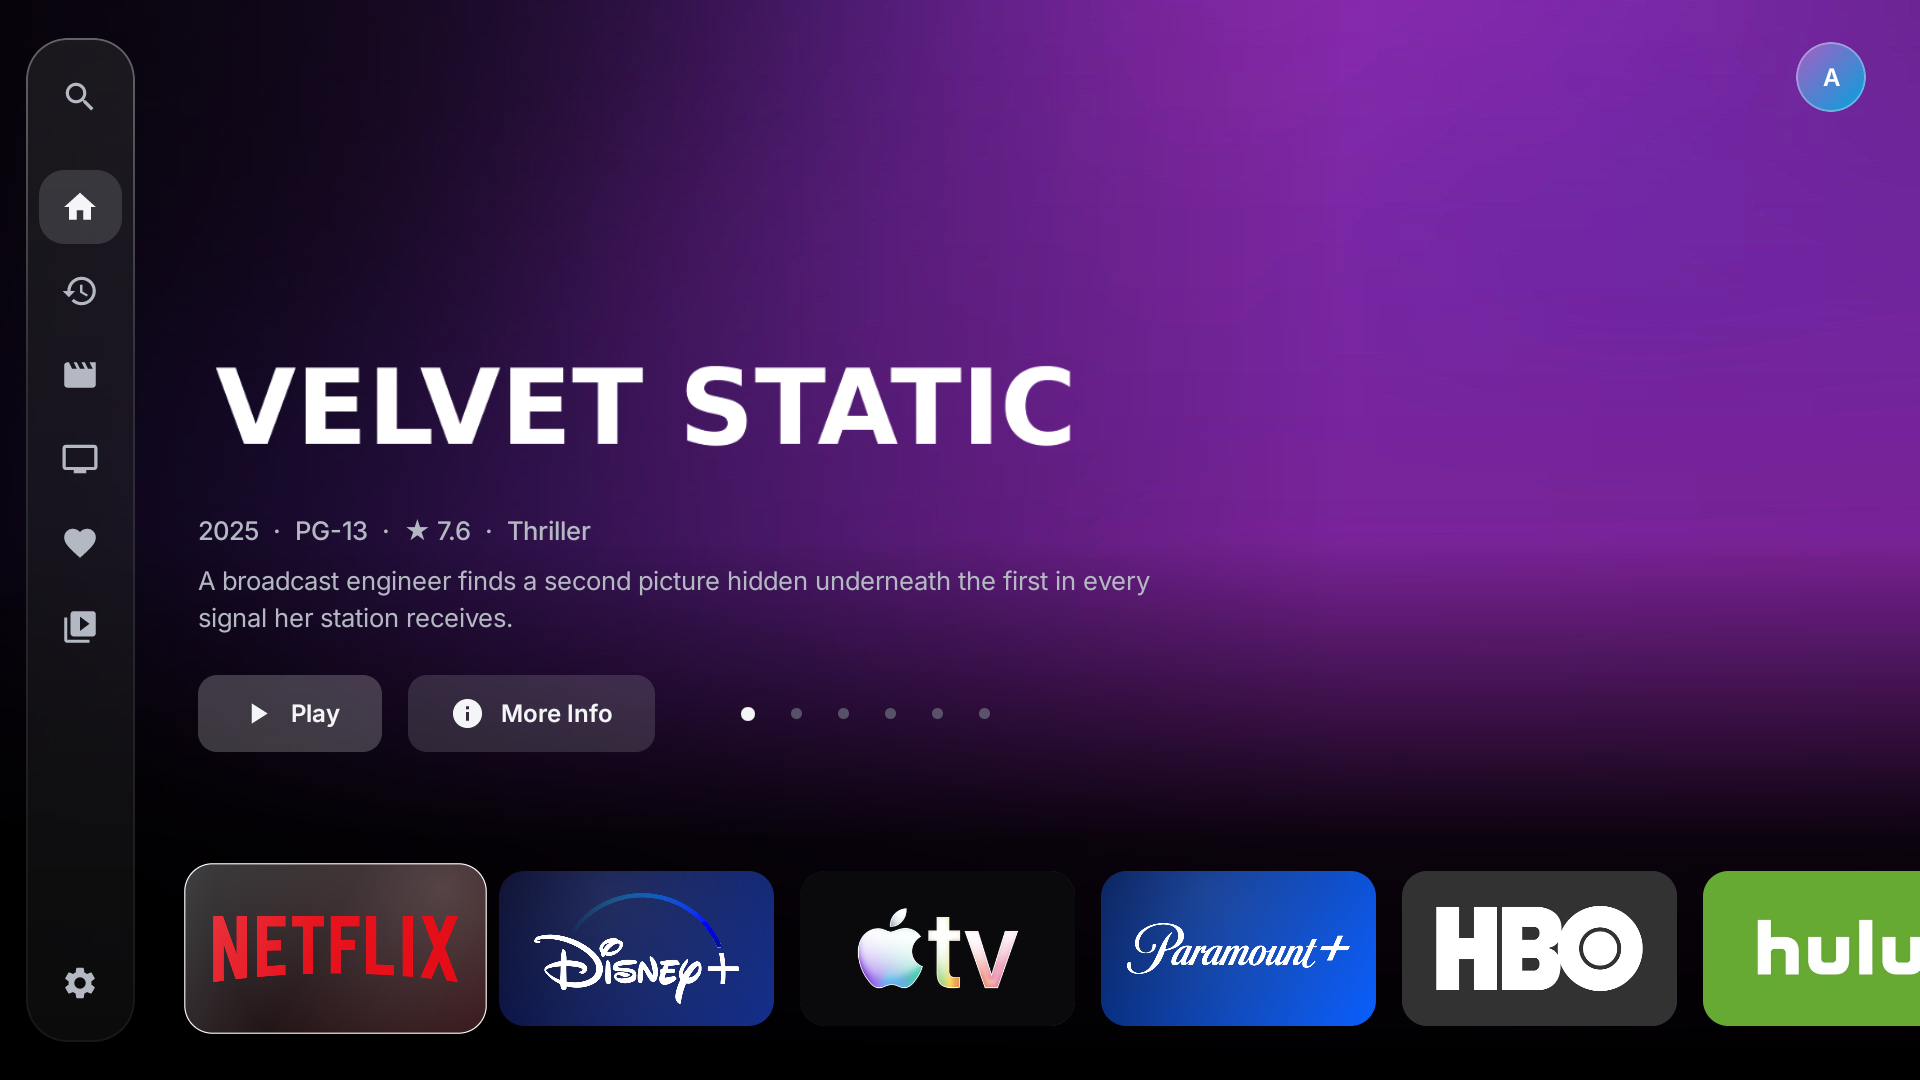 A
VELVET STATIC
2025 · PG-13 · ★ 7.6 · Thriller
A broadcast engineer finds a second picture hidden underneath the first in every
signal her station receives.
Play
More Info
NETFLIX
Disney+
tv
Paramount+
HBO
hulu